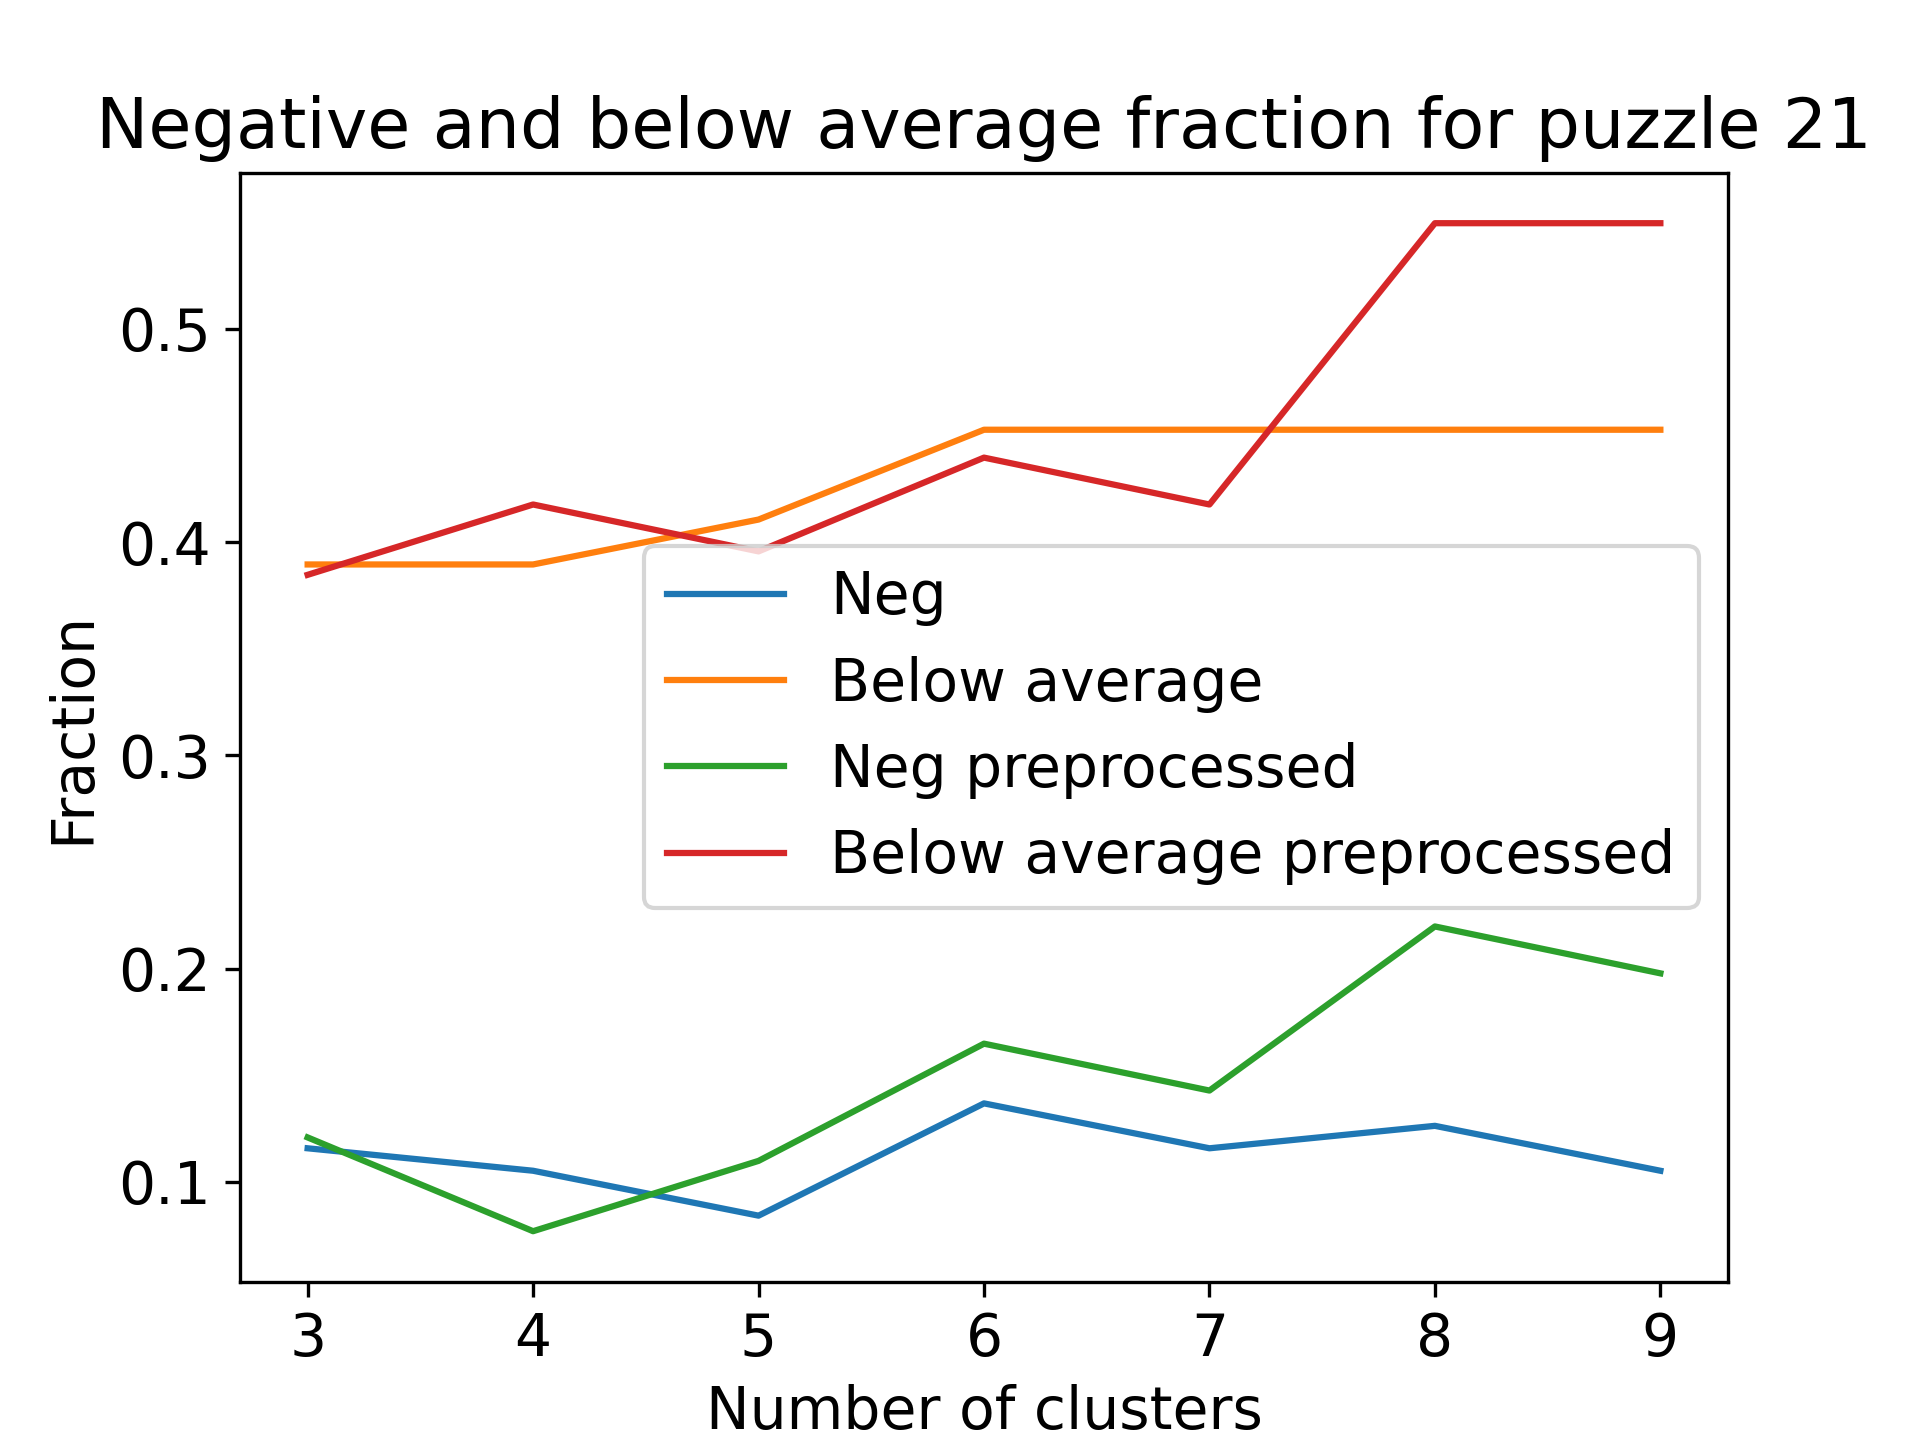 Negative and below average fraction for puzzle 21
Fraction
0.5
0.4
0.3
0.2
0.1
Neg
Below average
Neg preprocessed
Below average preprocessed
3 4 5 6 7 8 9
Number of clusters